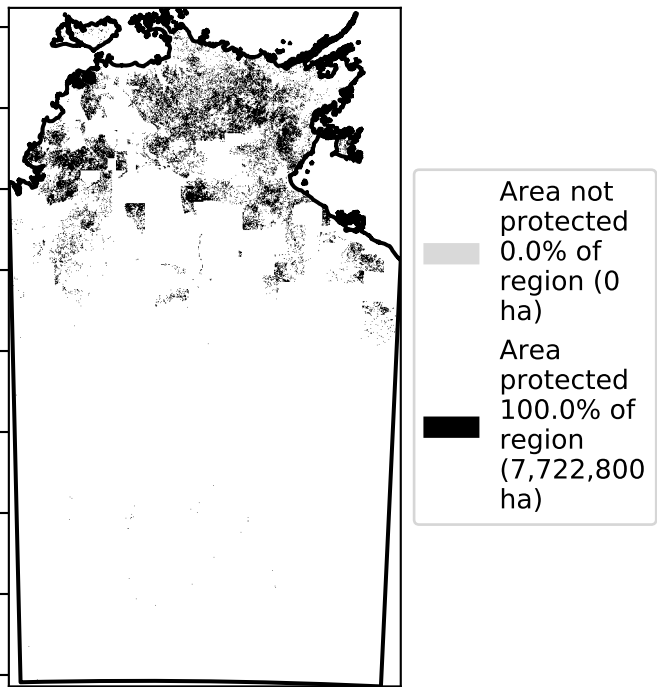 Area not
protected
0.0% of
region (0
ha)
Area
protected
100.0% of
region
(7,722,800
ha)